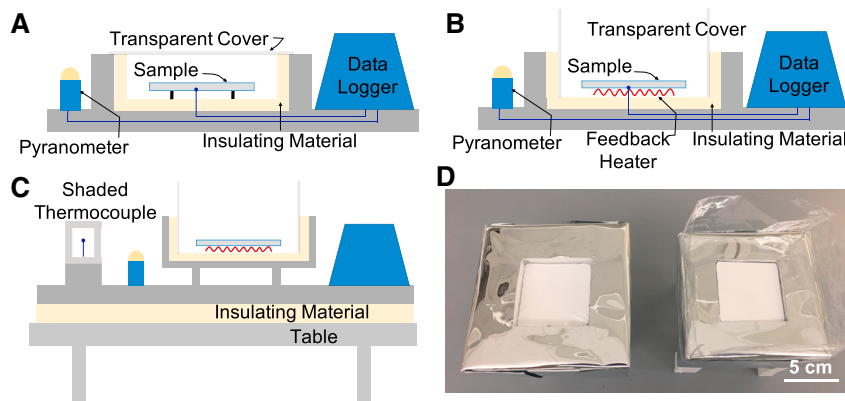 A
Transparent Cover
Sample
Data
Logger
Pyranometer
Insulating Material
B
Transparent Cover
Sample
Data
Logger
Pyranometer
Feedback
Heater
Insulating Material
C
Shaded
Thermocouple
Insulating Material
Table
D
5 cm